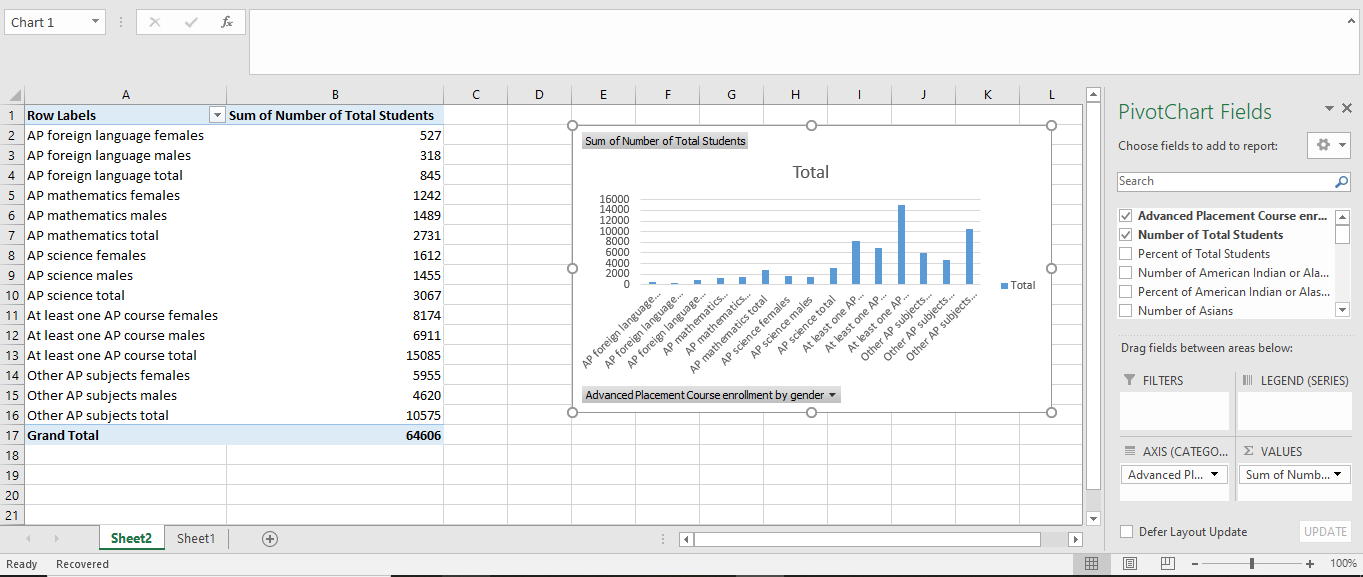 Chart 1
fx
A B C D E F G H I J K L
1 Row Labels Sum of Number of Total Students
2 AP foreign language females 527
3 AP foreign language males 318
4 AP foreign language total 845
5 AP mathematics females 1242
6 AP mathematics males 1489
7 AP mathematics total 2731
8 AP science females 1612
9 AP science males 1455
10 AP science total 3067
11 At least one AP course females 8174
12 At least one AP course males 6911
13 At least one AP course total 15085
14 Other AP subjects females 5955
15 Other AP subjects males 4620
16 Other AP subjects total 10575
17 Grand Total 64606
18
19
20
21
Sum of Number of Total Students
Total
16000
14000
12000
10000
8000
6000
4000
2000
0
AP foreign language...
AP foreign language...
AP foreign language...
AP mathematics...
AP mathematics...
AP mathematics total
AP science females
AP science males
AP science total
At least one AP...
At least one AP...
At least one AP...
Other AP subjects...
Other AP subjects...
Other AP subjects...
Total
Advanced Placement Course enrollment by gender
PivotChart Fields
Choose fields to add to report:
Search
Advanced Placement Course enr...
Number of Total Students
Percent of Total Students
Number of American Indian or Ala...
Percent of American Indian or Alas...
Number of Asians
Drag fields between areas below:
FILTERS
LEGEND (SERIES)
AXIS (CATEGO...
Σ VALUES
Advanced Pl...
Sum of Numb...
Defer Layout Update
UPDATE
Sheet2 Sheet1
Ready Recovered
100%